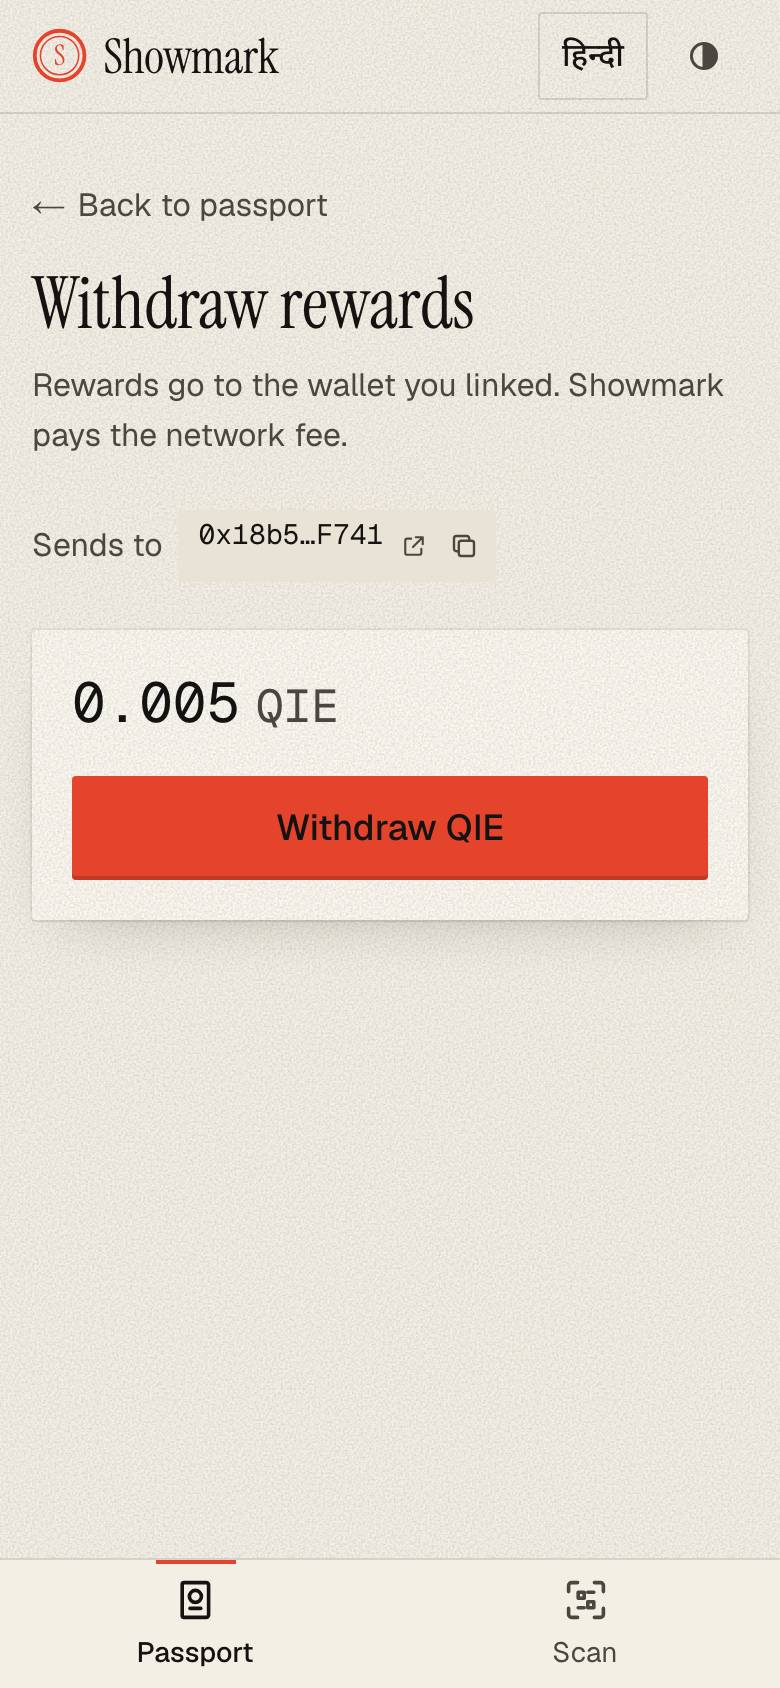 S Showmark हिन्दी
← Back to passport
Withdraw rewards
Rewards go to the wallet you linked. Showmark
pays the network fee.
Sends to 0x18b5…F741
0.005 QIE
Withdraw QIE
Passport Scan